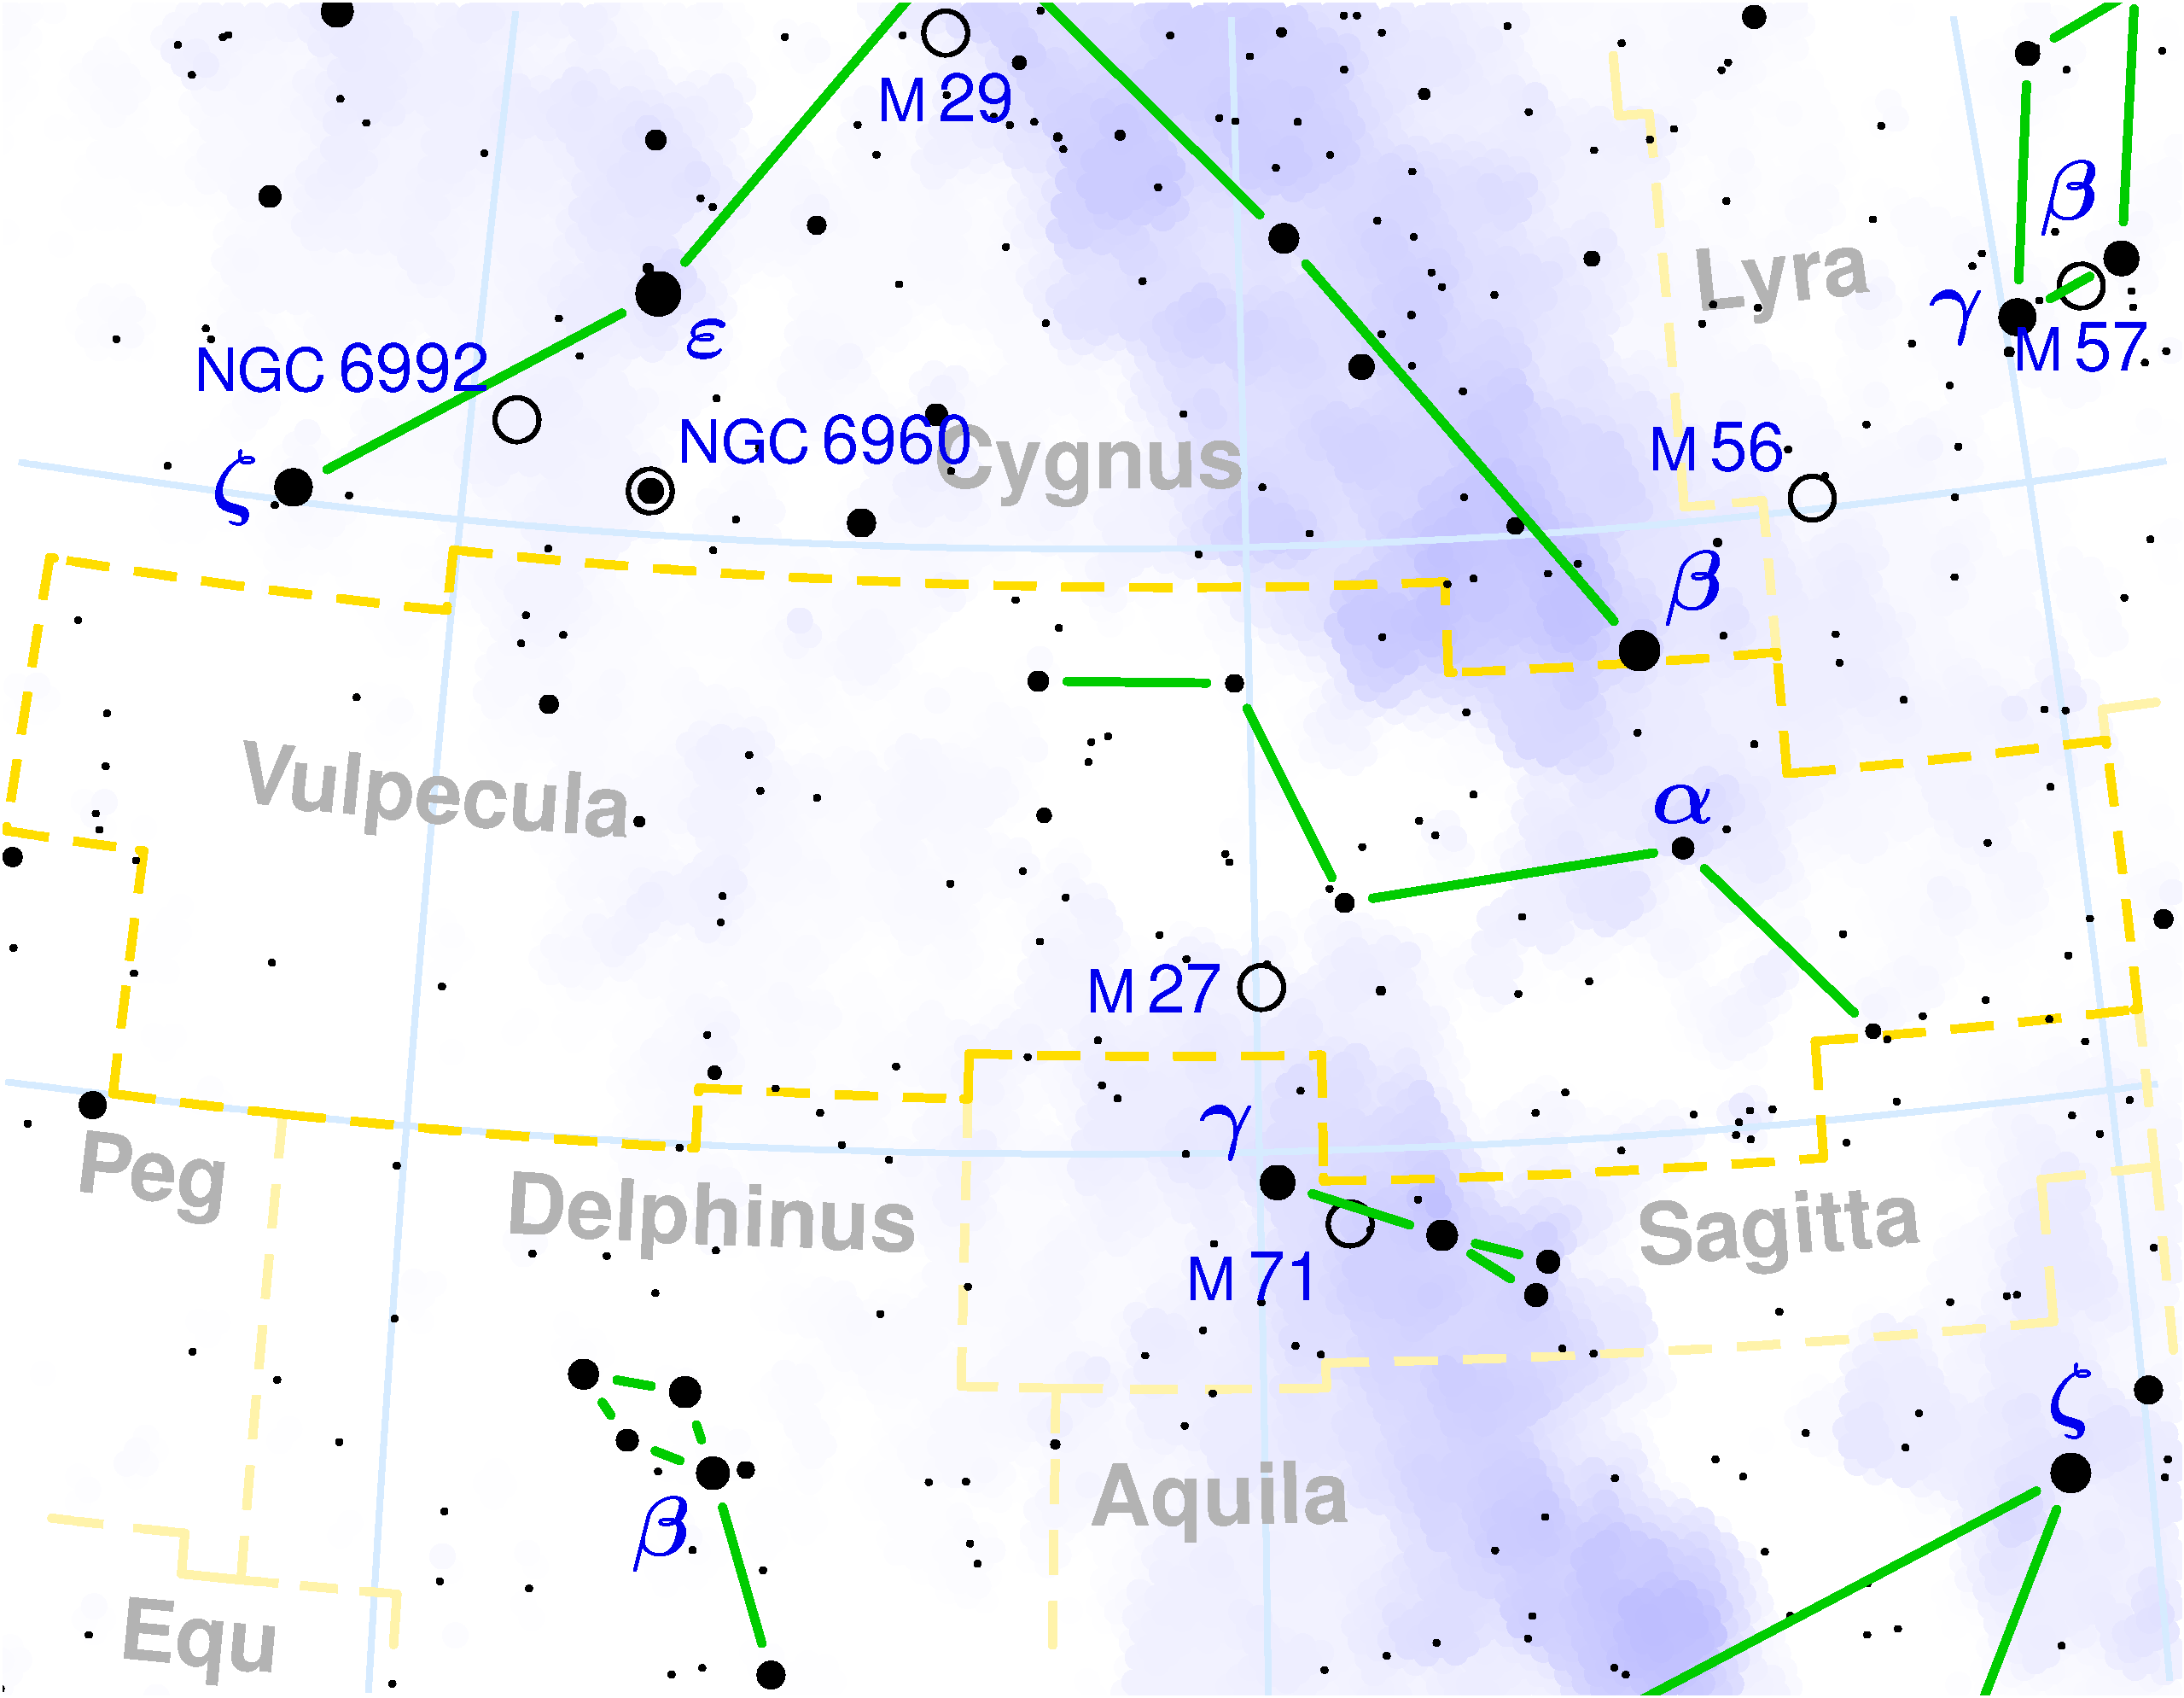 M 29
β
Lyra
γ
ε
M 57
NGC 6992
NGC 6960
Cygnus
M 56
ζ
β
Vulpecula
α
M 27
γ
Peg
Delphinus
Sagitta
M 71
ζ
Aquila
β
Equ